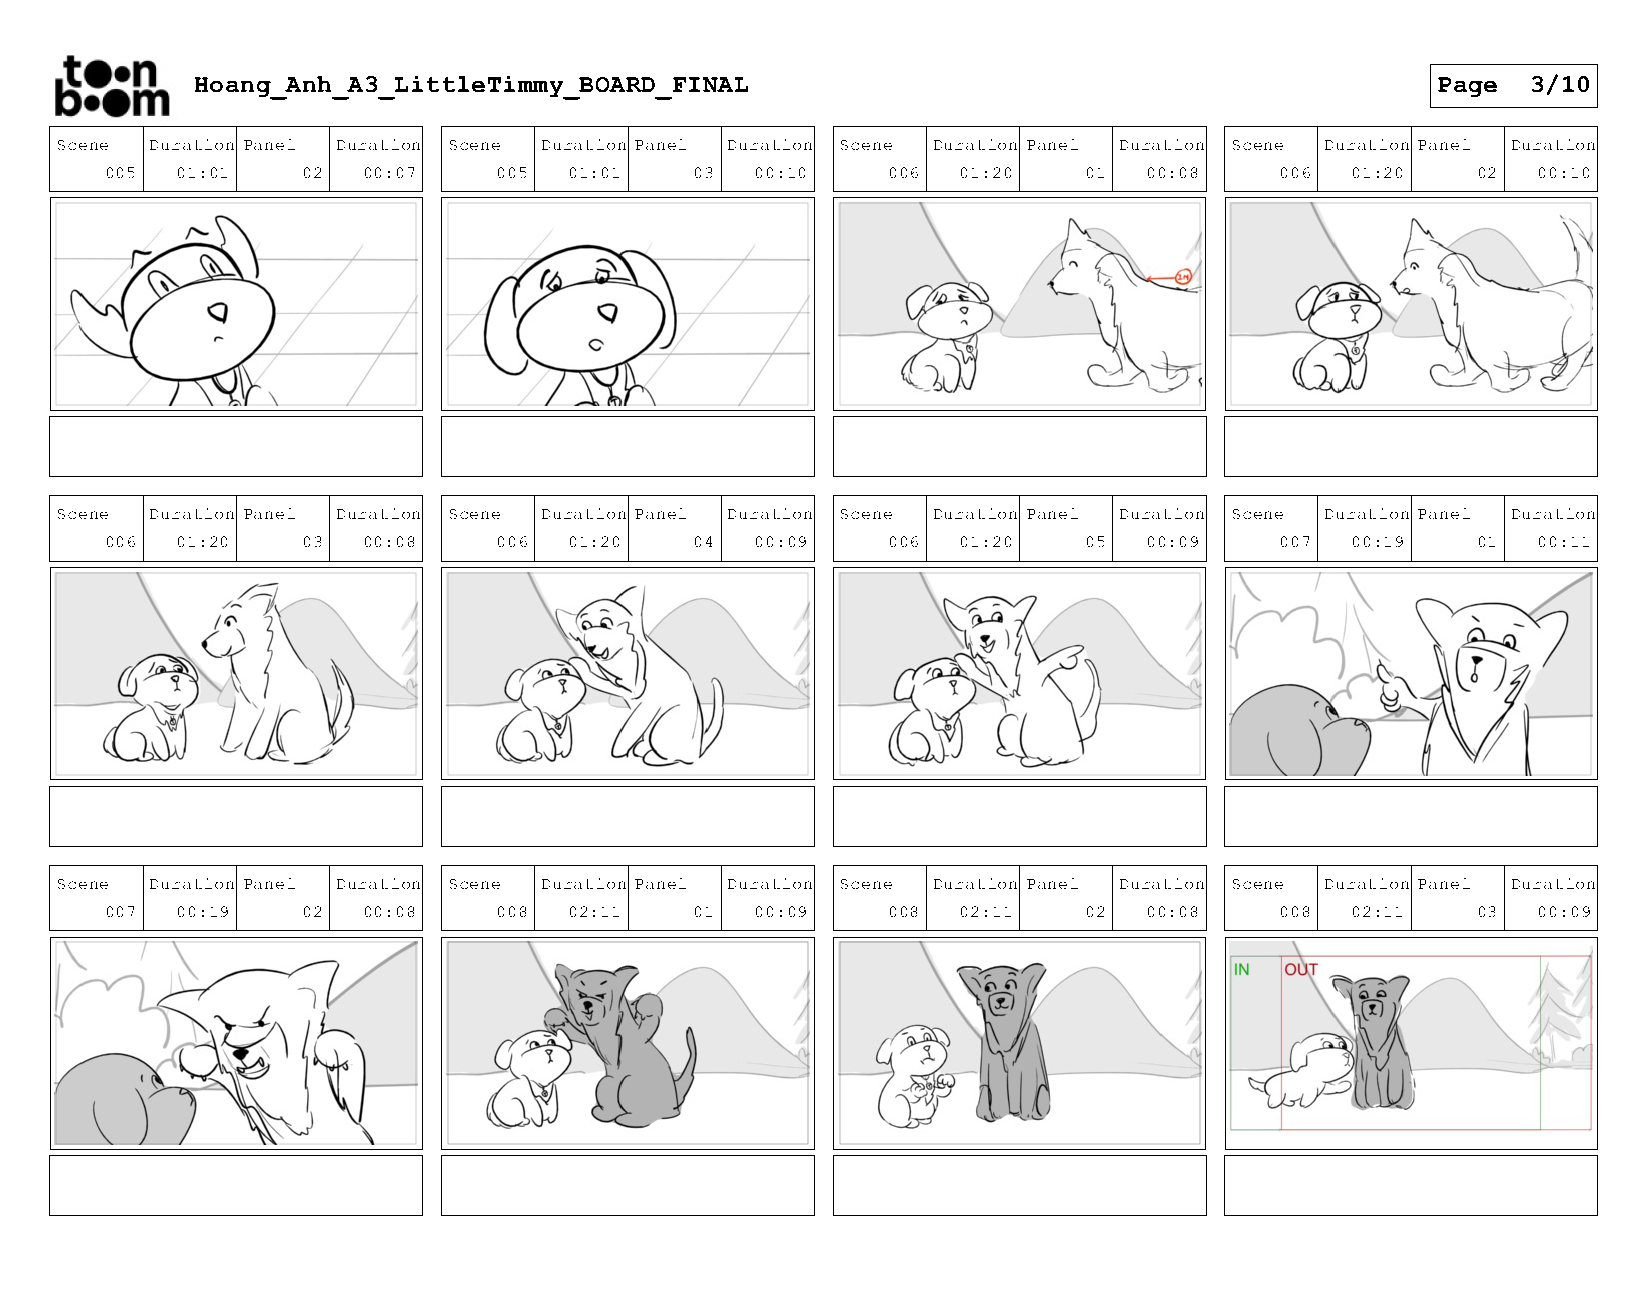 toon boom
Hoang_Anh_A3_LittleTimmy_BOARD_FINAL
Page 3/10
Scene Duration Panel Duration
005 01:01 02 00:07
Scene Duration Panel Duration
005 01:01 03 00:10
Scene Duration Panel Duration
006 01:20 01 00:08
Scene Duration Panel Duration
006 01:20 02 00:10
IN
Scene Duration Panel Duration
006 01:20 03 00:08
Scene Duration Panel Duration
006 01:20 04 00:09
Scene Duration Panel Duration
006 01:20 05 00:09
Scene Duration Panel Duration
007 00:19 01 00:11
Scene Duration Panel Duration
007 00:19 02 00:08
Scene Duration Panel Duration
008 02:11 01 00:09
Scene Duration Panel Duration
008 02:11 02 00:08
Scene Duration Panel Duration
008 02:11 03 00:09
IN OUT